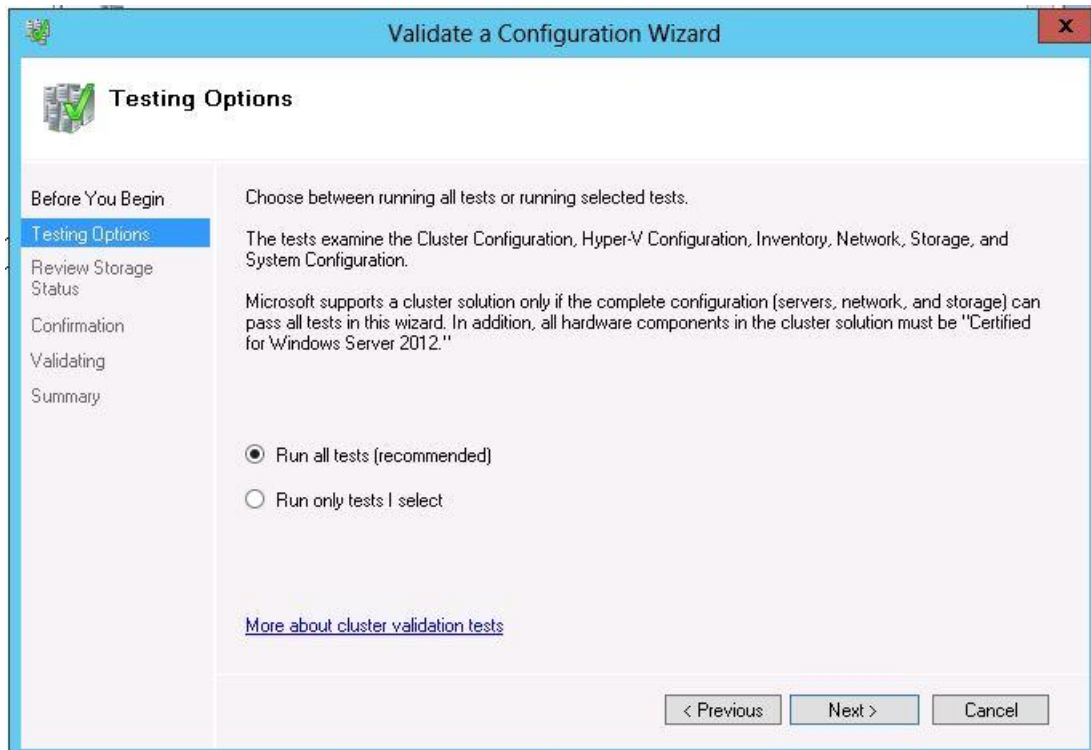 Validate a Configuration Wizard
X
Testing Options
Before You Begin
Testing Options
Review Storage
Status
Confirmation
Validating
Summary
Choose between running all tests or running selected tests.
The tests examine the Cluster Configuration, Hyper-V Configuration, Inventory, Network, Storage, and
System Configuration.
Microsoft supports a cluster solution only if the complete configuration (servers, network, and storage) can
pass all tests in this wizard. In addition, all hardware components in the cluster solution must be "Certified
for Windows Server 2012."
Run all tests (recommended)
Run only tests I select
More about cluster validation tests
< Previous
Next >
Cancel